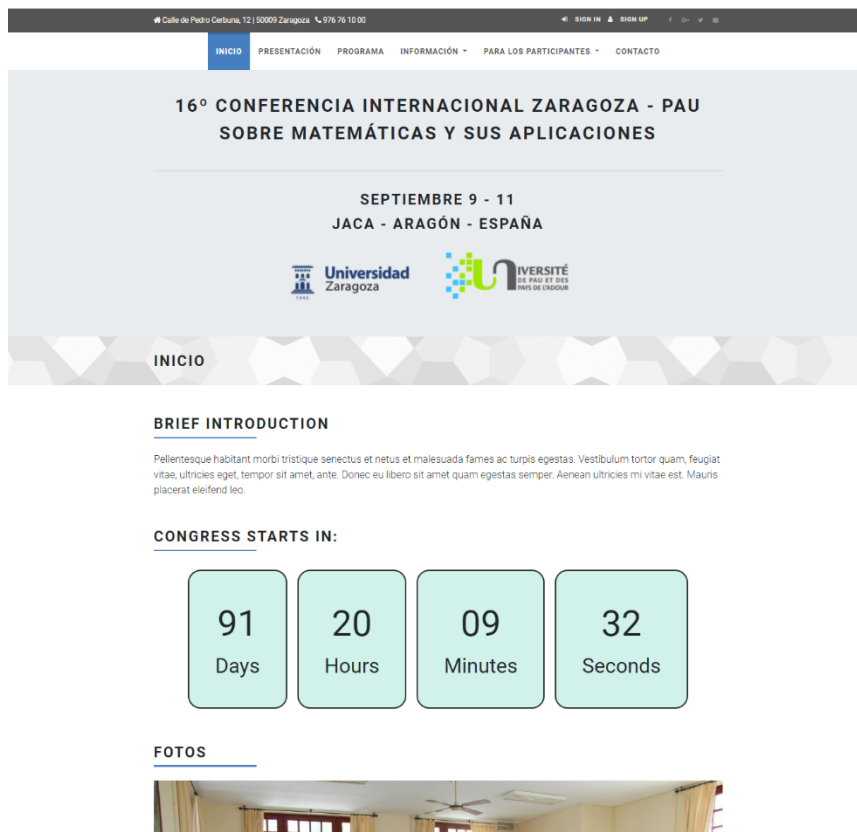 Calle de Pedro Cerbuna, 12 | 50009 Zaragoza 976 76 10 00 SIGN IN SIGN UP
INICIO PRESENTACIÓN PROGRAMA INFORMACIÓN PARA LOS PARTICIPANTES CONTACTO
16º CONFERENCIA INTERNACIONAL ZARAGOZA - PAU
SOBRE MATEMÁTICAS Y SUS APLICACIONES
SEPTIEMBRE 9 - 11
JACA - ARAGÓN - ESPAÑA
Universidad
Zaragoza
1542
UNIVERSITÉ
DE PAU ET DES
PAYS DE L'ADOUR
INICIO
BRIEF INTRODUCTION
Pellentesque habitant morbi tristique senectus et netus et malesuada fames ac turpis egestas. Vestibulum tortor quam, feugiat
vitae, ultricies eget, tempor sit amet, ante. Donec eu libero sit amet quam egestas semper. Aenean ultricies mi vitae est. Mauris
placerat eleifend leo.
CONGRESS STARTS IN:
91 20 09 32
Days Hours Minutes Seconds
FOTOS